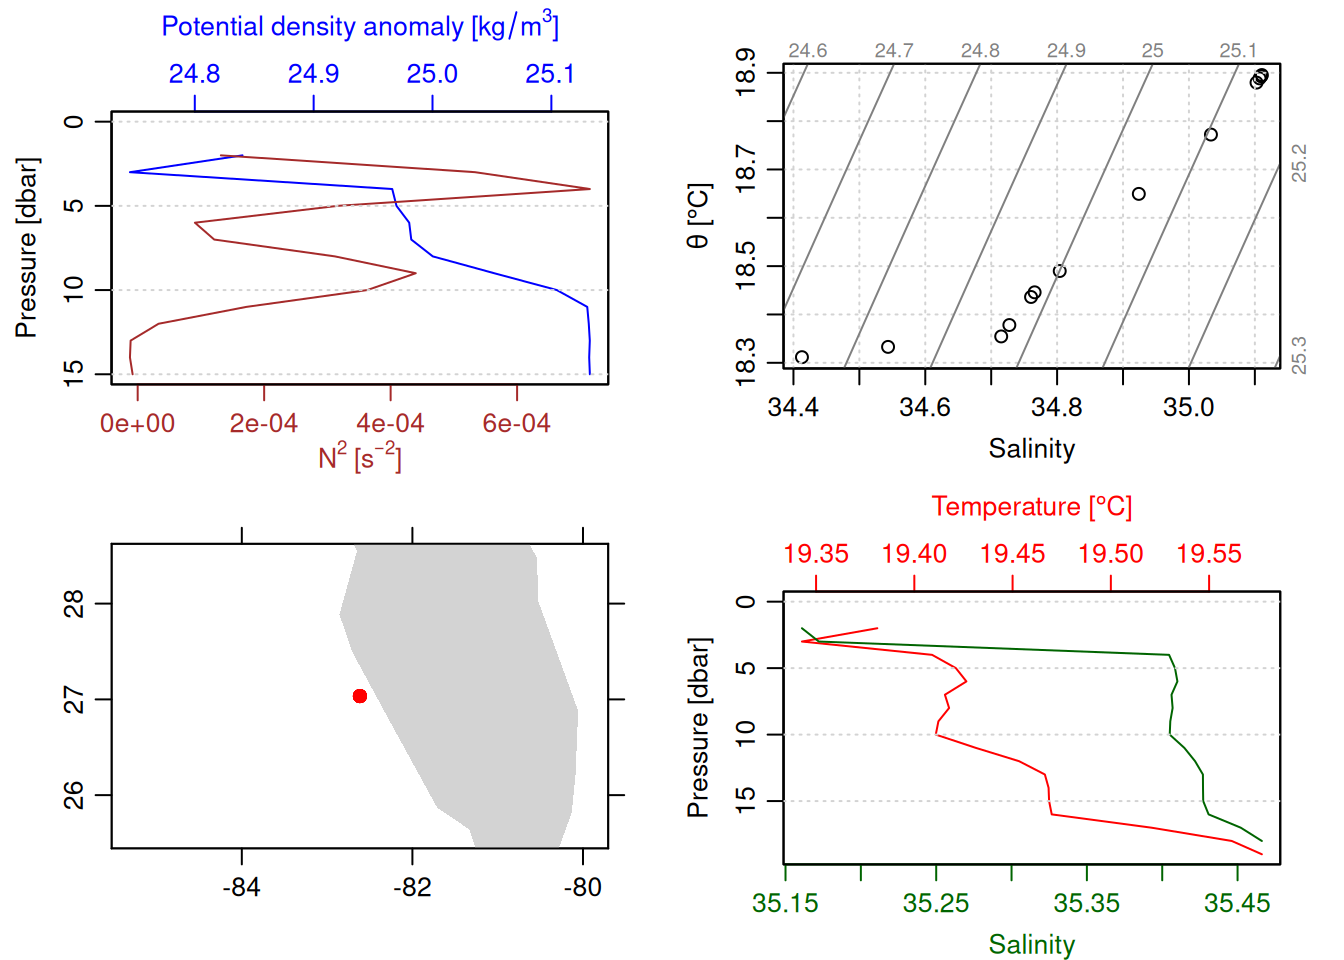 Potential density anomaly [kg/m³]
24.8 24.9 25.0 25.1
0
5
10
15
Pressure [dbar]
0e+00 2e-04 4e-04 6e-04
N² [s⁻²]
24.6 24.7 24.8 24.9 25 25.1
25.2
25.3
18.9
18.7
18.5
18.3
θ [°C]
34.4 34.6 34.8 35.0
Salinity
28
27
26
-84 -82 -80
Temperature [°C]
19.35 19.40 19.45 19.50 19.55
0
5
10
15
Pressure [dbar]
35.15 35.25 35.35 35.45
Salinity